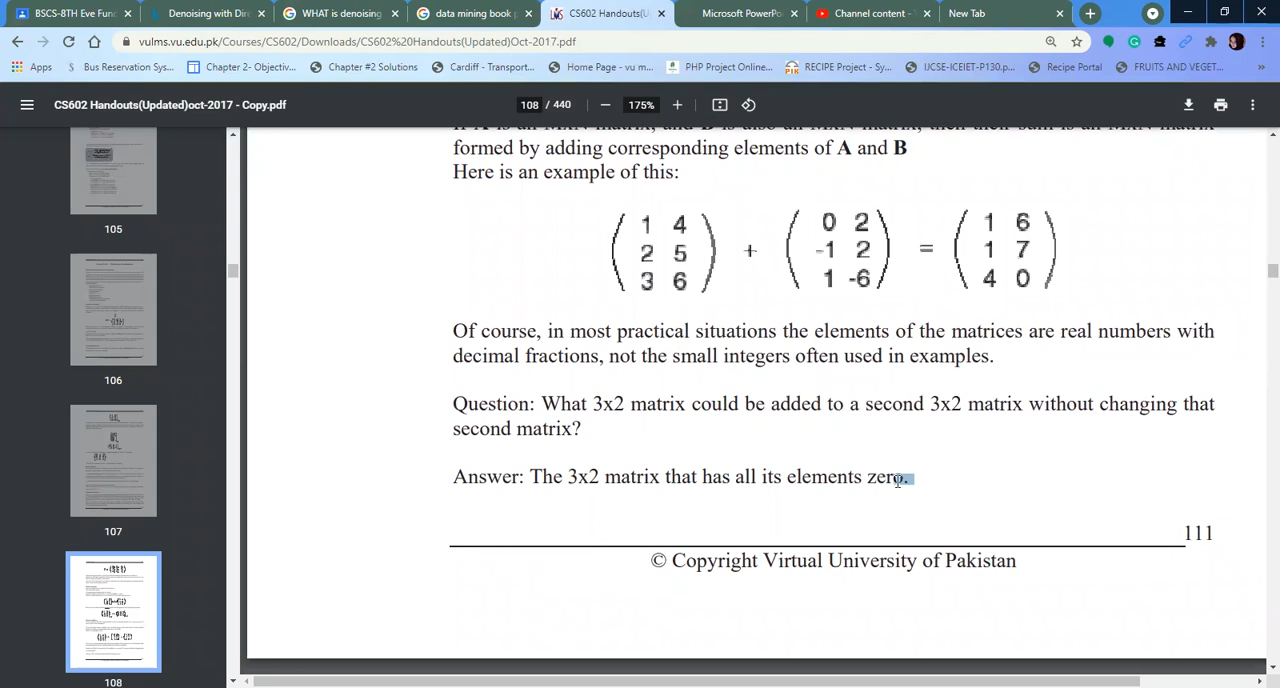 BSCS-8TH Eve Func
Denoising with Dire
WHAT is denoising
data mining book p
CS602 Handouts(U
Microsoft PowerPo
Channel content -
New Tab
vulms.vu.edu.pk/Courses/CS602/Downloads/CS602%20Handouts(Updated)Oct-2017.pdf
Apps
Bus Reservation Sys...
Chapter 2- Objectiv...
Chapter #2 Solutions
Cardiff - Transport...
Home Page - vu m...
PHP Project Online...
RECIPE Project - Sy...
IJCSE-ICEIET-P130.p...
Recipe Portal
FRUITS AND VEGET...
CS602 Handouts(Updated)oct-2017 - Copy.pdf
108 / 440
175%
105
106
107
108
formed by adding corresponding elements of A and B
Here is an example of this:
1 4 0 2 1 6
2 5 + -1 2 = 1 7
3 6 1 -6 4 0
Of course, in most practical situations the elements of the matrices are real numbers with
decimal fractions, not the small integers often used in examples.
Question: What 3x2 matrix could be added to a second 3x2 matrix without changing that
second matrix?
Answer: The 3x2 matrix that has all its elements zero.
111
© Copyright Virtual University of Pakistan